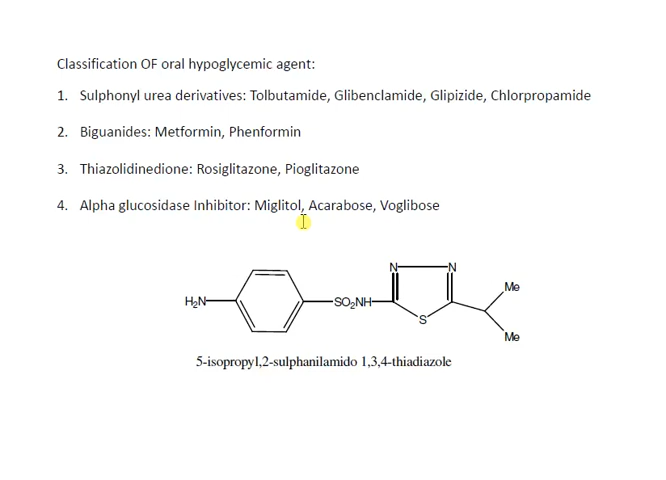 Classification OF oral hypoglycemic agent:
1. Sulphonyl urea derivatives: Tolbutamide, Glibenclamide, Glipizide, Chlorpropamide
2. Biguanides: Metformin, Phenformin
3. Thiazolidinedione: Rosiglitazone, Pioglitazone
4. Alpha glucosidase Inhibitor: Miglitol, Acarabose, Voglibose
N N
Me
H₂N SO₂NH
S
Me
5-isopropyl,2-sulphanilamido 1,3,4-thiadiazole